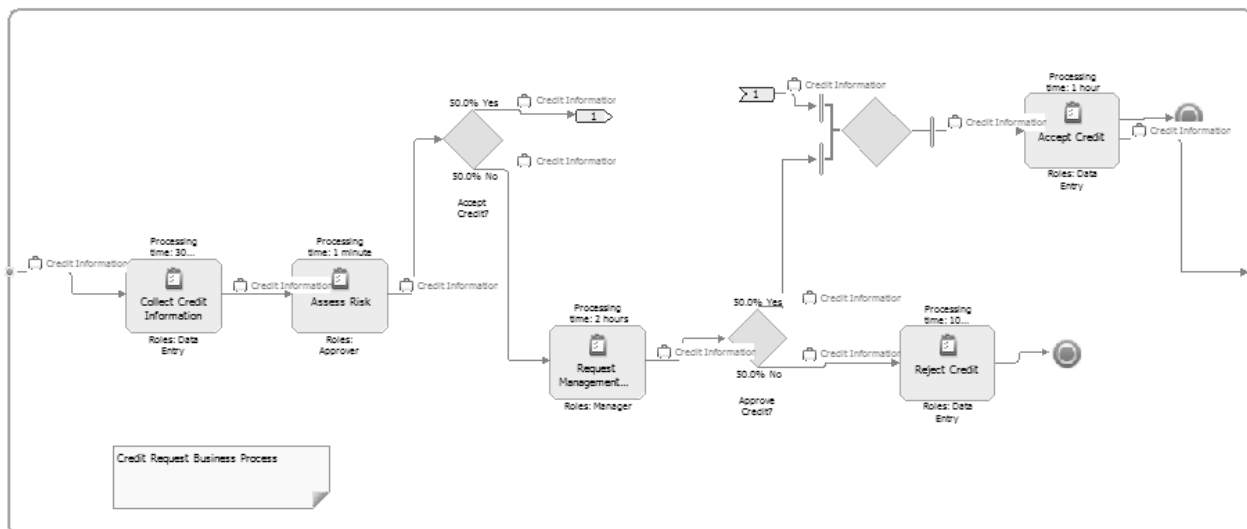 Credit Information
Processing
time: 30...
Collect Credit
Information
Roles: Data
Entry
Credit Information
Processing
time: 1 minute
Assess Risk
Roles:
Approver
Credit Information
50.0% Yes
Credit Information
1
50.0% No
Credit Information
Accept
Credit?
Processing
time: 2 hours
Request
Management...
Roles: Manager
Credit Information
50.0% Yes
Credit Information
50.0% No
Credit Information
Approve
Credit?
Processing
time: 10...
Reject Credit
Roles: Data
Entry
1
Credit Information
Credit Information
Processing
time: 1 hour
Accept Credit
Roles: Data
Entry
Credit Information
Credit Request Business Process